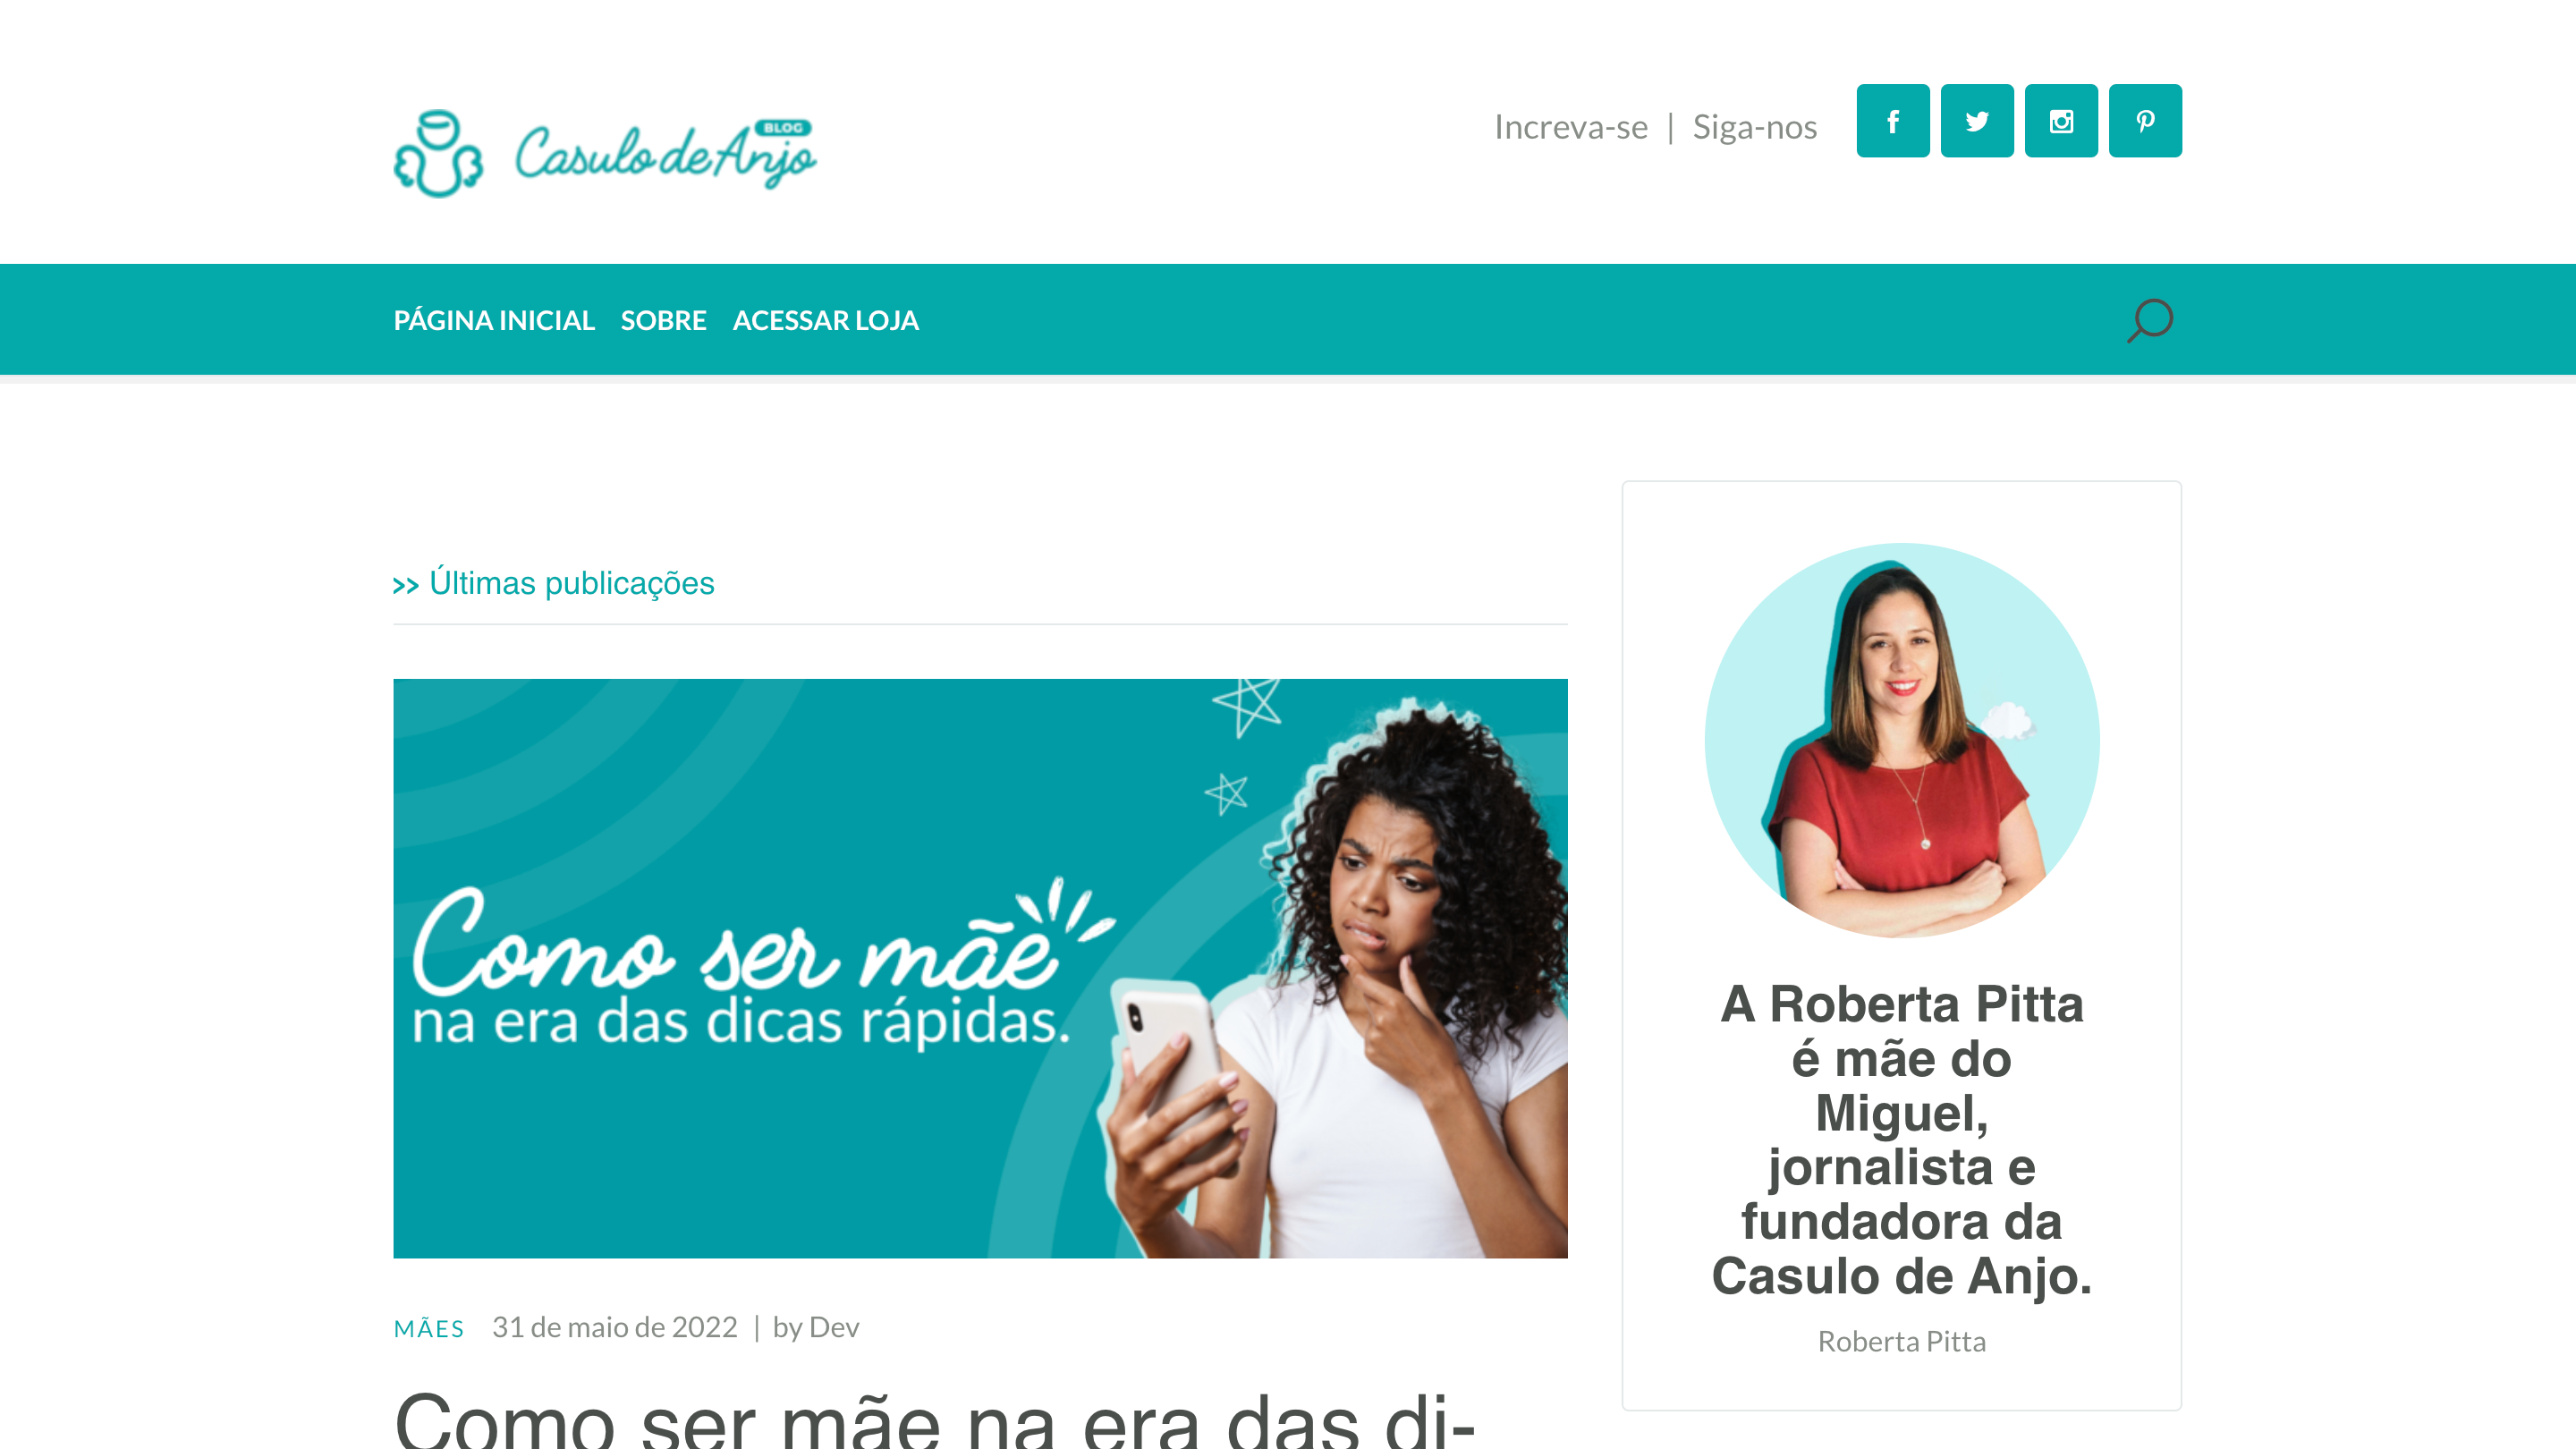 Casulo de Anjo BLOG
Increva-se | Siga-nos
PÁGINA INICIAL SOBRE ACESSAR LOJA
>> Últimas publicações
Como ser mãe
na era das dicas rápidas.
MÃES 31 de maio de 2022 | by Dev
Como ser mãe na era das di-
A Roberta Pitta
é mãe do
Miguel,
jornalista e
fundadora da
Casulo de Anjo.
Roberta Pitta